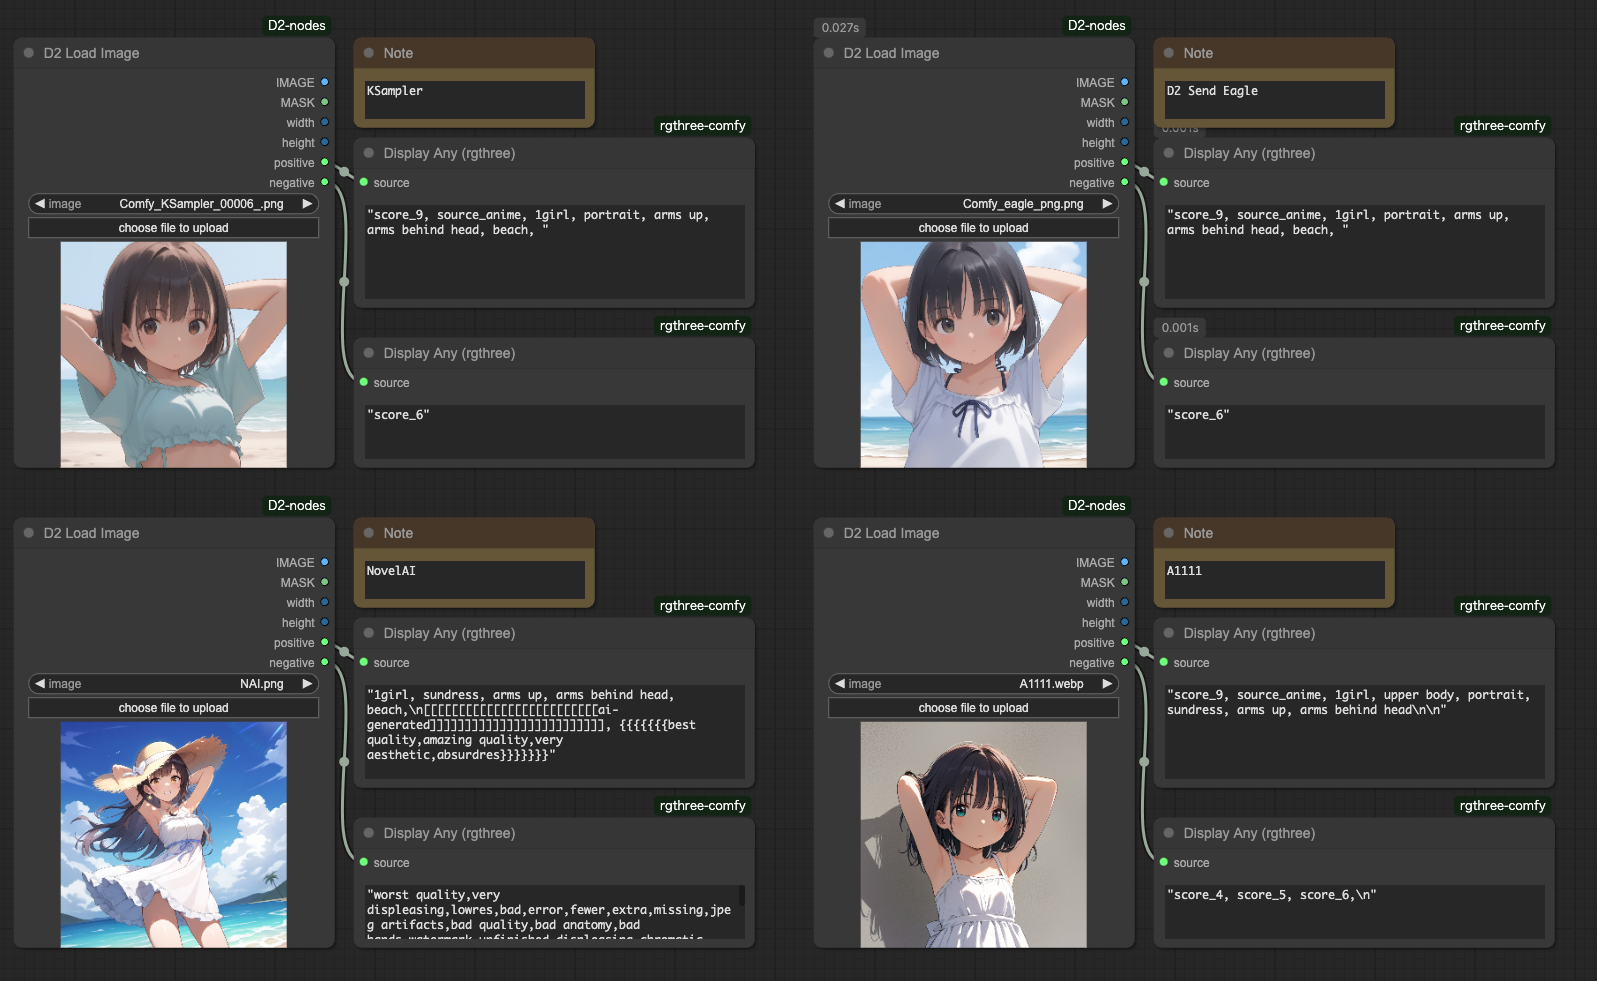 D2-nodes
D2 Load Image
IMAGE
MASK
width
height
positive
negative
image Comfy_KSampler_00006_.png
choose file to upload
Note
KSampler
rgthree-comfy
Display Any (rgthree)
source
"score_9, source_anime, 1girl, portrait, arms up,
arms behind head, beach, "
rgthree-comfy
Display Any (rgthree)
source
"score_6"
0.027s
D2-nodes
D2 Load Image
IMAGE
MASK
width
height
positive
negative
image Comfy_eagle_png.png
choose file to upload
Note
D2 Send Eagle
0.001s
rgthree-comfy
Display Any (rgthree)
source
"score_9, source_anime, 1girl, portrait, arms up,
arms behind head, beach, "
0.001s
rgthree-comfy
Display Any (rgthree)
source
"score_6"
D2-nodes
D2 Load Image
IMAGE
MASK
width
height
positive
negative
image NAI.png
choose file to upload
Note
NovelAI
rgthree-comfy
Display Any (rgthree)
source
"1girl, sundress, arms up, arms behind head,
beach,\n[[[[[[[[[[[[[[[[[[[[[[[[[ai-
generated]]]]]]]]]]]]]]]]]]]]]]]]], {{{{{{{best
quality,amazing quality,very
aesthetic,absurdres}}}}}}}"
rgthree-comfy
Display Any (rgthree)
source
"worst quality,very
displeasing,lowres,bad,error,fewer,extra,missing,jpe
g artifacts,bad quality,bad anatomy,bad
hands,watermark,unfinished,displeasing,chromatic
D2-nodes
D2 Load Image
IMAGE
MASK
width
height
positive
negative
image A1111.webp
choose file to upload
Note
A1111
rgthree-comfy
Display Any (rgthree)
source
"score_9, source_anime, 1girl, upper body, portrait,
sundress, arms up, arms behind head\n\n"
rgthree-comfy
Display Any (rgthree)
source
"score_4, score_5, score_6,\n"